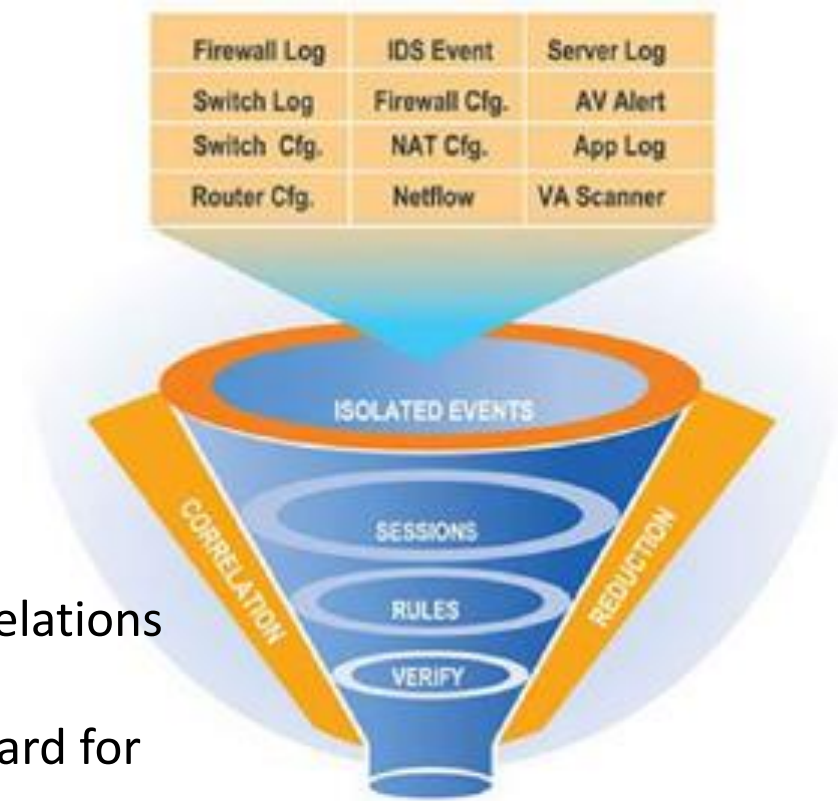 Firewall Log IDS Event Server Log
Switch Log Firewall Cfg. AV Alert
Switch Cfg. NAT Cfg. App Log
Router Cfg. Netflow VA Scanner
ISOLATED EVENTS
CORRELATION
REDUCTION
SESSIONS
RULES
VERIFY
elations
ard for